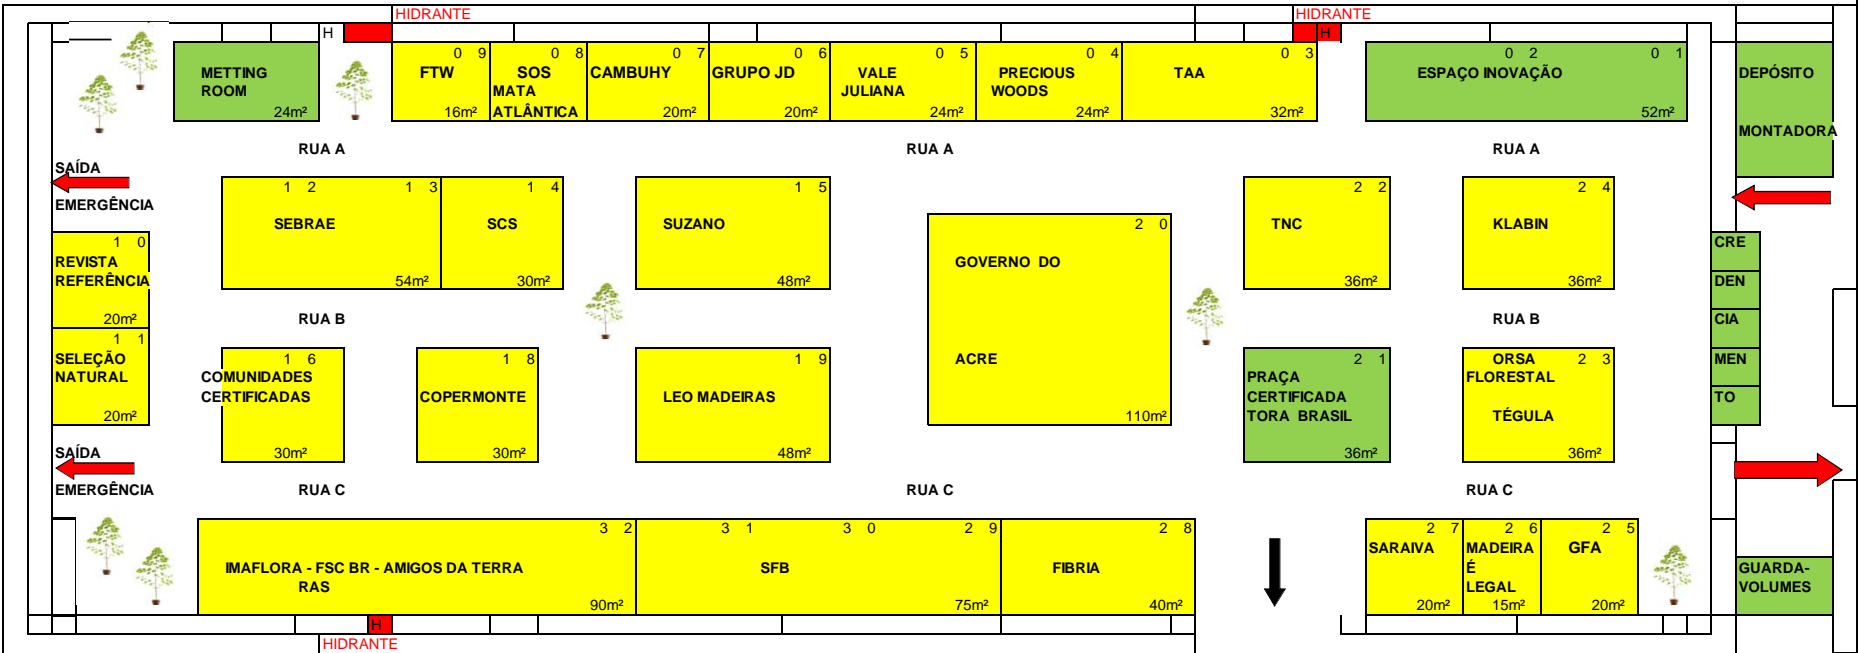 HIDRANTE
HIDRANTE
H
H
METTING
ROOM
24m²
0 9
FTW
16m²
0 8
SOS
MATA
ATLÂNTICA
0 7
CAMBUHY
20m²
0 6
GRUPO JD
20m²
0 5
VALE
JULIANA
24m²
0 4
PRECIOUS
WOODS
24m²
0 3
TAA
32m²
0 2
0 1
ESPAÇO INOVAÇÃO
52m²
DEPÓSITO
MONTADORA
RUA A
RUA A
RUA A
SAÍDA
EMERGÊNCIA
1 2
1 3
SEBRAE
54m²
1 4
SCS
30m²
1 5
SUZANO
48m²
2 0
GOVERNO DO
ACRE
110m²
2 2
TNC
36m²
2 4
KLABIN
36m²
1 0
REVISTA
REFERÊNCIA
20m²
CRE
DEN
CIA
MEN
TO
RUA B
RUA B
1 1
SELEÇÃO
NATURAL
20m²
1 6
COMUNIDADES
CERTIFICADAS
30m²
1 8
COPERMONTE
30m²
1 9
LEO MADEIRAS
48m²
2 1
PRAÇA
CERTIFICADA
TORA BRASIL
36m²
2 3
ORSA
FLORESTAL
TÉGULA
36m²
SAÍDA
EMERGÊNCIA
RUA C
RUA C
RUA C
3 2
IMAFLORA - FSC BR - AMIGOS DA TERRA
RAS
90m²
3 1
3 0
2 9
SFB
75m²
2 8
FIBRIA
40m²
2 7
SARAIVA
20m²
2 6
MADEIRA
É
LEGAL
15m²
2 5
GFA
20m²
GUARDA-
VOLUMES
H
HIDRANTE